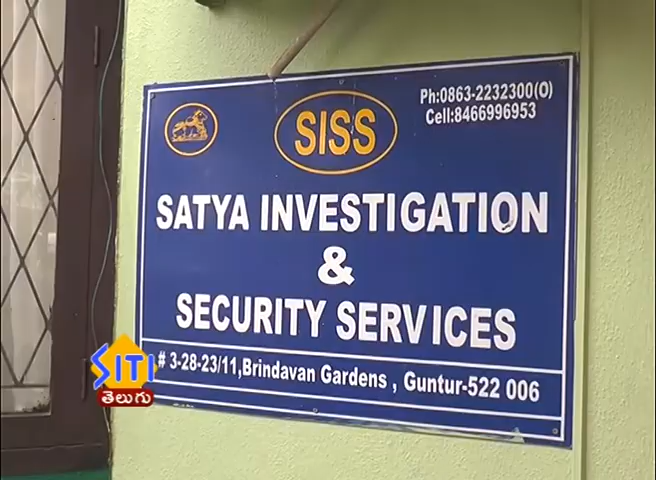 Ph:0863-2232300(O)
Cell:8466996953
SISS
SATYA INVESTIGATION
&
SECURITY SERVICES
# 3-28-23/11,Brindavan Gardens , Guntur-522 006
SITI
తెలుగు